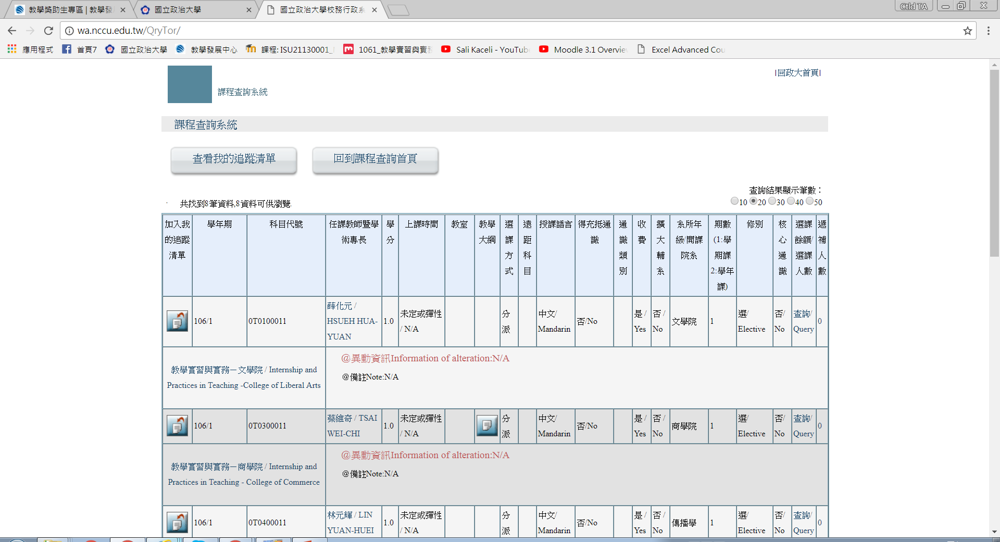 教學獎助生專區 | 教學發
國立政治大學
國立政治大學校務行政系
Ctld TA
wa.nccu.edu.tw/QryTor/
應用程式
首頁7
國立政治大學
教學發展中心
課程: ISU21130001_
1061_教學實習與實務
Sali Kaceli - YouTub
Moodle 3.1 Overvie
Excel Advanced Cou
|回政大首頁|
課程查詢系統
課程查詢系統
查看我的追蹤清單
回到課程查詢首頁
查詢結果顯示筆數：
10 20 30 40 50
· 共找到8筆資料,8資料可供瀏覽.
加入我的追蹤清單
學年期
科目代號
任課教師暨學術專長
學分
上課時間
教室
教學大綱
選課方式
遠距科目
授課語言
得充抵通識
通識類別
收費
擴大輔系
系所年級/開課院系
期數(1:學期課2:學年課)
修別
核心通識
選課餘額/選課人數
遞補人數
106/1
0T0100011
薛化元 / HSUEH HUA-YUAN
1.0
未定或彈性 / N/A
分派
中文/ Mandarin
否/No
是 / Yes
否 / No
文學院
1
選/ Elective
否/ No
查詢/ Query
0
教學實習與實務－文學院 / Internship and Practices in Teaching -College of Liberal Arts
@異動資訊Information of alteration:N/A
@備註Note:N/A
106/1
0T0300011
蔡維奇 / TSAI WEI-CHI
1.0
未定或彈性 / N/A
分派
中文/ Mandarin
否/No
是 / Yes
否 / No
商學院
1
選/ Elective
否/ No
查詢/ Query
0
教學實習與實務－商學院 / Internship and Practices in Teaching - College of Commerce
@異動資訊Information of alteration:N/A
@備註Note:N/A
106/1
0T0400011
林元輝 / LIN YUAN-HUEI
1.0
未定或彈性 / N/A
分派
中文/ Mandarin
否/No
是 / Yes
否 / No
傳播學
1
選/ Elective
否/ No
查詢/ Query
0